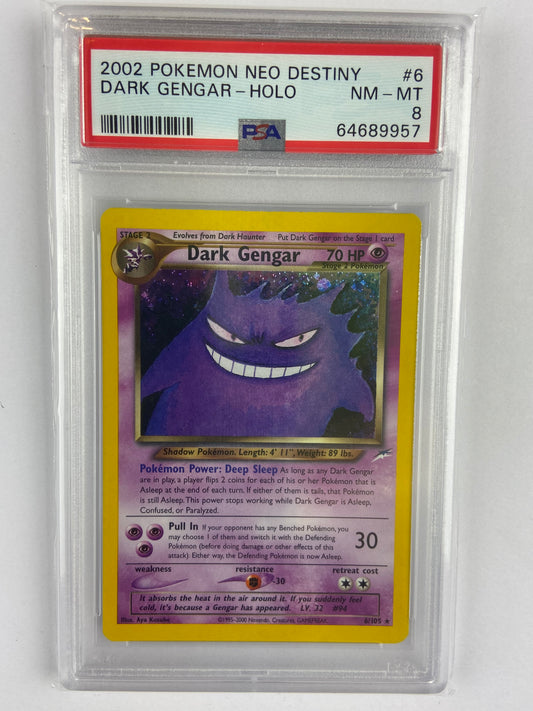 2002 POKEMON NEO DESTINY #6
DARK GENGAR - HOLO NM - MT
8
PSA 64689957
STAGE 2 Evolves from Dark Haunter Put Dark Gengar on the Stage 1 card
Dark Gengar 70 HP
Stage 2 Pokémon
Shadow Pokémon. Length: 4' 11", Weight: 89 lbs.
Pokémon Power: Deep Sleep As long as any Dark Gengar
are in play, a player flips 2 coins for each of his or her Pokémon that is
Asleep at the end of each turn. If either of them is tails, that Pokémon
is still Asleep. This power stops working while Dark Gengar is Asleep,
Confused, or Paralyzed.
Pull In If your opponent has any Benched Pokémon, you
may choose 1 of them and switch it with the Defending
Pokémon (before doing damage or other effects of this
attack). Either way, the Defending Pokémon is now Asleep.
30
weakness resistance retreat cost
-30
It absorbs the heat in the air around it. If you suddenly feel
cold, it's because a Gengar has appeared. LV. 32 #94
Illus. Aya Kusube ©1995-2000 Nintendo, Creatures, GAMEFREAK. 6/105 ★